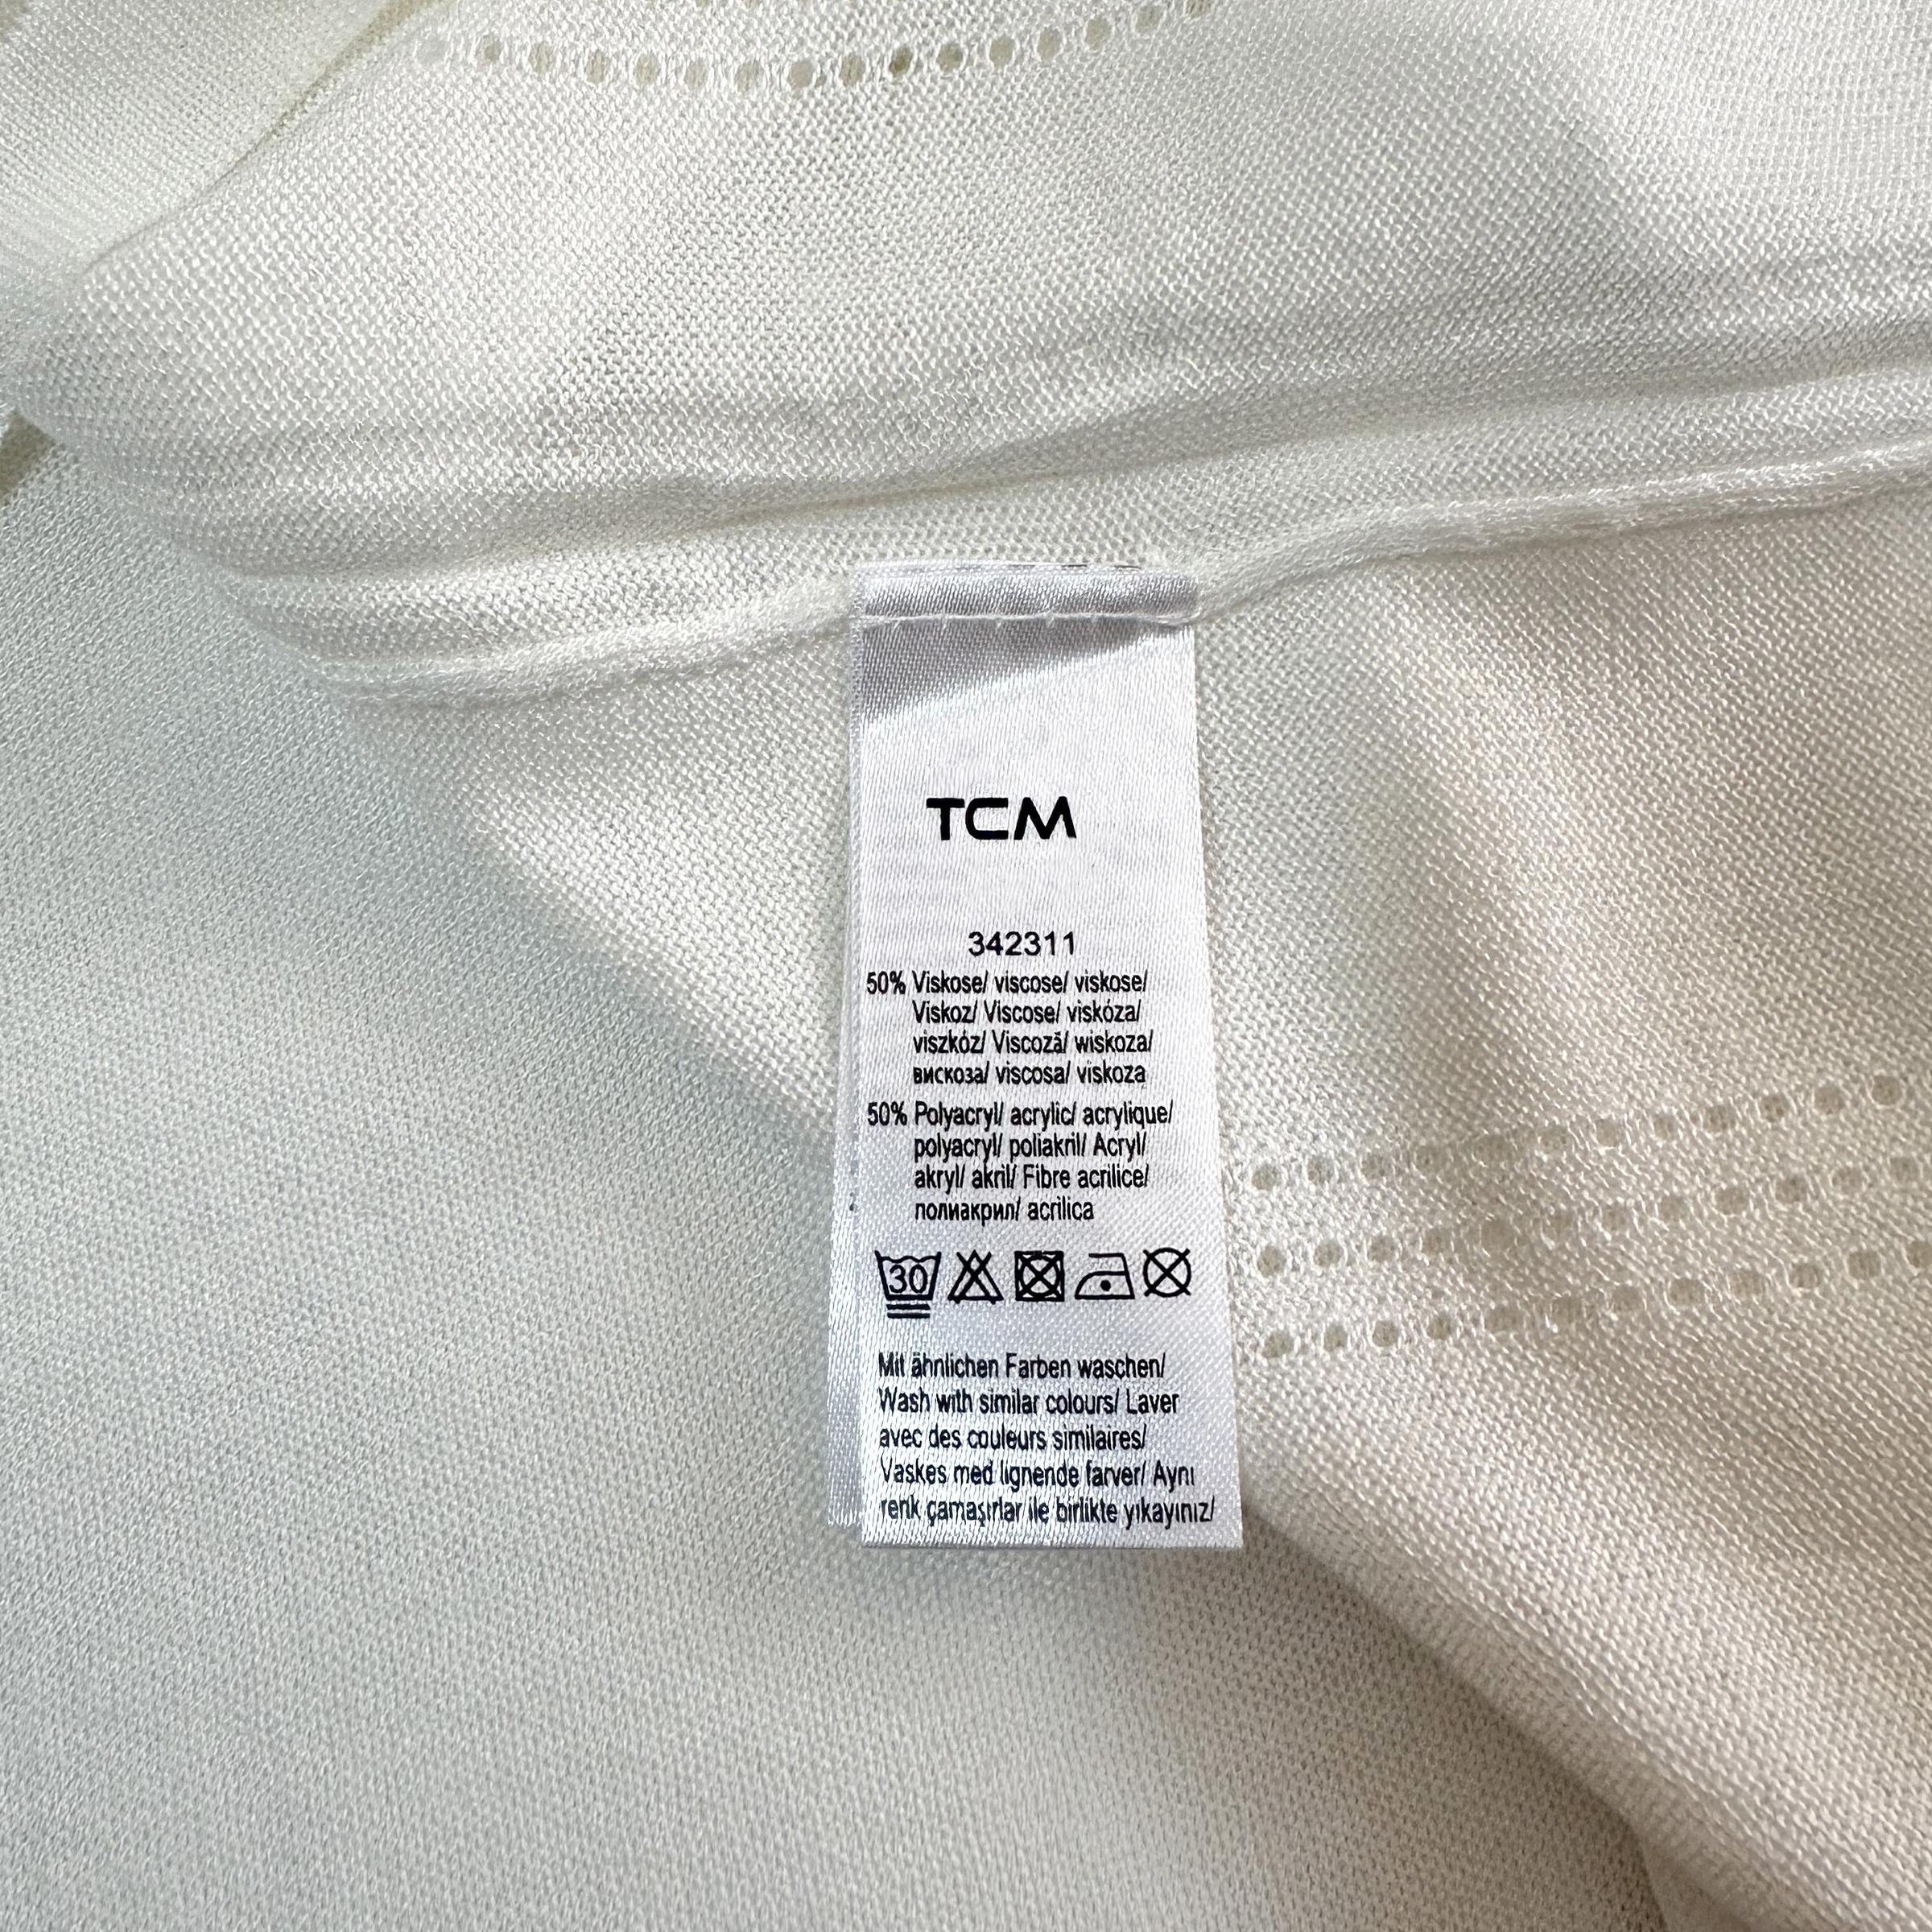 TCM
342311
50% Viskose/ viscose/ viskose/
Viskoz/ Viscose/ viskóza/
viszkóz/ Viscoză/ wiskoza/
вискоза/ viscosa/ viskoza
50% Polyacryl/ acrylic/ acrylique/
polyacryl/ poliakril/ Acryl/
akryl/ akril/ Fibre acrilice/
полиакрил/ acrilica
30
Mit ähnlichen Farben waschen/
Wash with similar colours/ Laver
avec des couleurs similaires/
Vaskes med lignende farver/ Aynı
renk çamaşırlar ile birlikte yıkayınız/